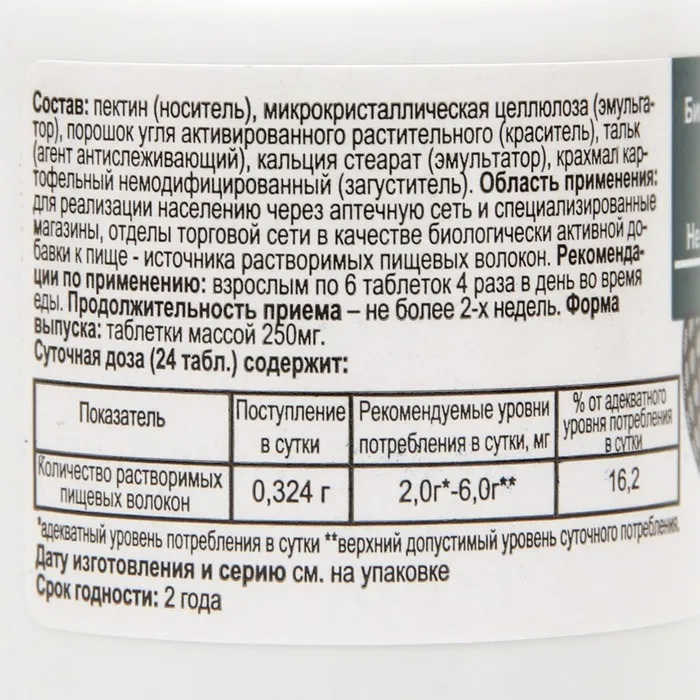 Состав: пектин (носитель), микрокристаллическая целлюлоза (эмульга-
тор), порошок угля активированного растительного (краситель), тальк
(агент антислеживающий), кальция стеарат (эмультатор), крахмал кар-
тофельный немодифицированный (загуститель). Область применения:
для реализации населению через аптечную сеть и специализированные
магазины, отделы торговой сети в качестве биологически активной до-
бавки к пище - источника растворимых пищевых волокон. Рекоменда-
ции по применению: взрослым по 6 таблеток 4 раза в день во время
еды. Продолжительность приема – не более 2-х недель. Форма
выпуска: таблетки массой 250мг.
Суточная доза (24 табл.) содержит:
Показатель
Поступление
в сутки
Рекомендуемые уровни
потребления в сутки, мг
% от адекватного
уровня потребления
в сутки
Количество растворимых
пищевых волокон
0,324 г
2,0г*-6,0г**
16,2
*адекватный уровень потребления в сутки **верхний допустимый уровень суточного потребления.
Дату изготовления и серию см. на упаковке
Срок годности: 2 года